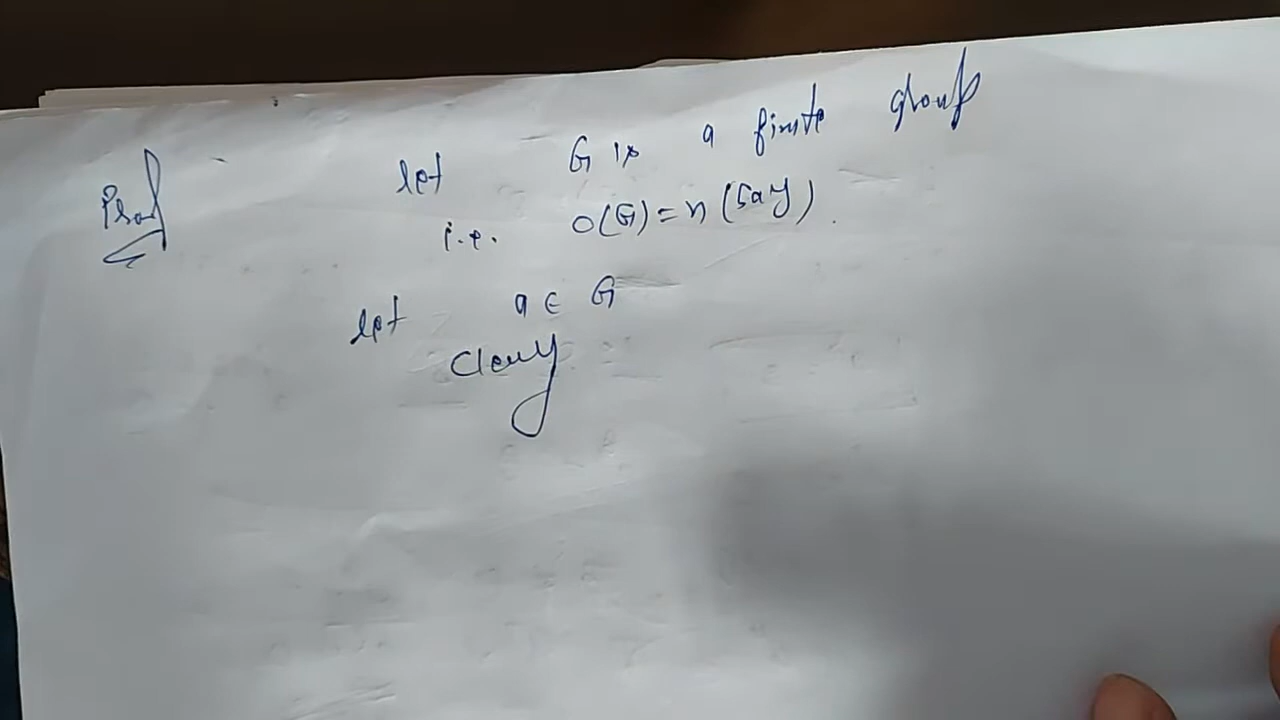 Proof
let G is a finite group
i.e. O(G) = n (say).
let a ∈ G
Clearly